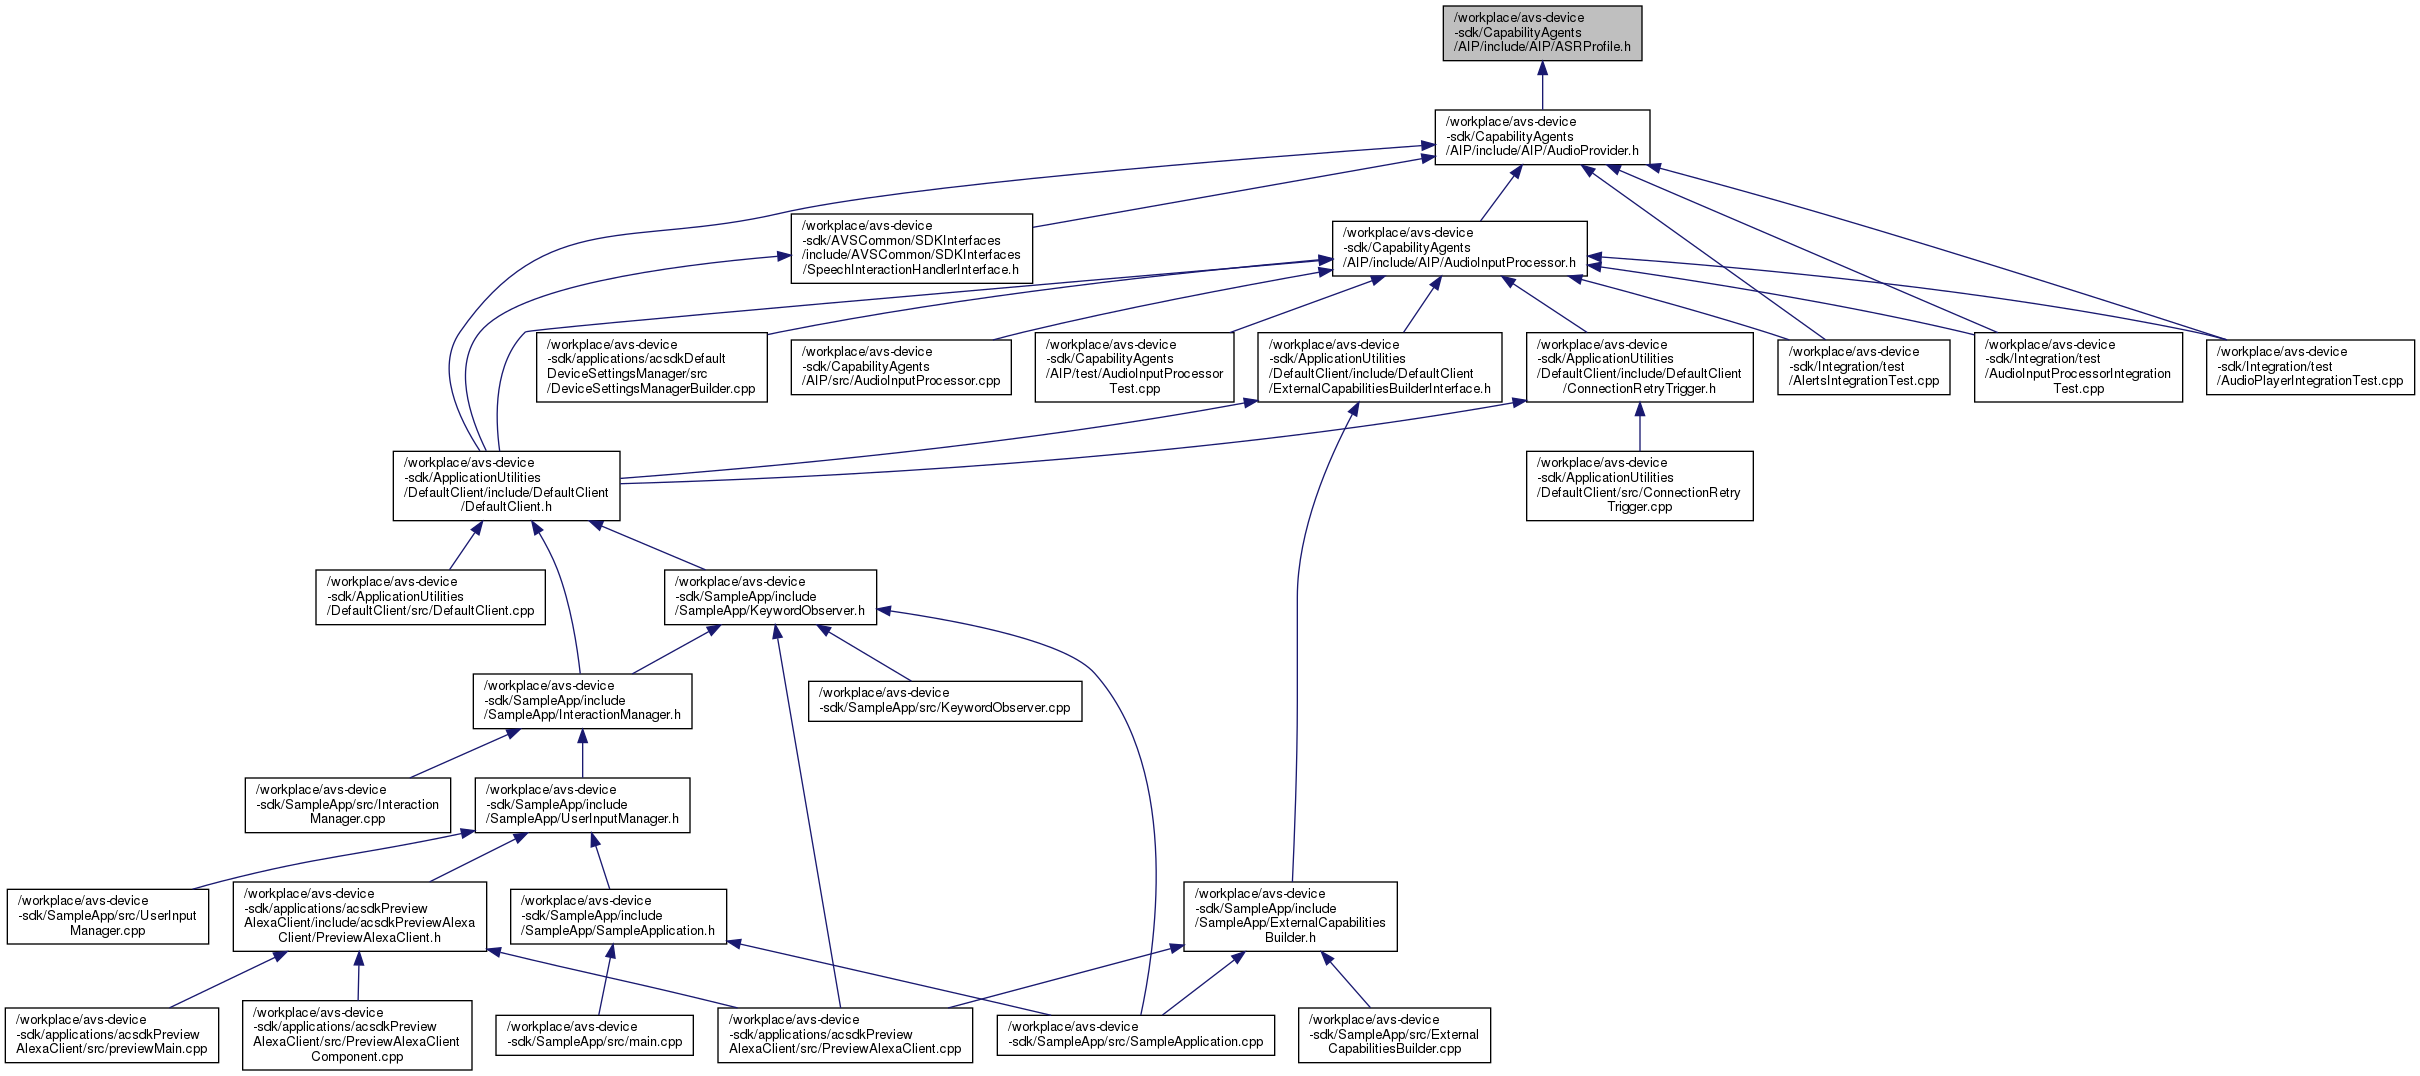 /workplace/avs-device
-sdk/CapabilityAgents
/AIP/include/AIP/ASRProfile.h
/workplace/avs-device
-sdk/CapabilityAgents
/AIP/include/AIP/AudioProvider.h
/workplace/avs-device
-sdk/AVSCommon/SDKInterfaces
/include/AVSCommon/SDKInterfaces
/SpeechInteractionHandlerInterface.h
/workplace/avs-device
-sdk/CapabilityAgents
/AIP/include/AIP/AudioInputProcessor.h
/workplace/avs-device
-sdk/applications/acsdkDefault
DeviceSettingsManager/src
/DeviceSettingsManagerBuilder.cpp
/workplace/avs-device
-sdk/CapabilityAgents
/AIP/src/AudioInputProcessor.cpp
/workplace/avs-device
-sdk/CapabilityAgents
/AIP/test/AudioInputProcessor
Test.cpp
/workplace/avs-device
-sdk/ApplicationUtilities
/DefaultClient/include/DefaultClient
/ExternalCapabilitiesBuilderInterface.h
/workplace/avs-device
-sdk/ApplicationUtilities
/DefaultClient/include/DefaultClient
/ConnectionRetryTrigger.h
/workplace/avs-device
-sdk/Integration/test
/AlertsIntegrationTest.cpp
/workplace/avs-device
-sdk/Integration/test
/AudioInputProcessorIntegration
Test.cpp
/workplace/avs-device
-sdk/Integration/test
/AudioPlayerIntegrationTest.cpp
/workplace/avs-device
-sdk/ApplicationUtilities
/DefaultClient/include/DefaultClient
/DefaultClient.h
/workplace/avs-device
-sdk/ApplicationUtilities
/DefaultClient/src/ConnectionRetry
Trigger.cpp
/workplace/avs-device
-sdk/ApplicationUtilities
/DefaultClient/src/DefaultClient.cpp
/workplace/avs-device
-sdk/SampleApp/include
/SampleApp/KeywordObserver.h
/workplace/avs-device
-sdk/SampleApp/include
/SampleApp/InteractionManager.h
/workplace/avs-device
-sdk/SampleApp/src/KeywordObserver.cpp
/workplace/avs-device
-sdk/SampleApp/src/Interaction
Manager.cpp
/workplace/avs-device
-sdk/SampleApp/include
/SampleApp/UserInputManager.h
/workplace/avs-device
-sdk/SampleApp/src/UserInput
Manager.cpp
/workplace/avs-device
-sdk/applications/acsdkPreview
AlexaClient/include/acsdkPreviewAlexa
Client/PreviewAlexaClient.h
/workplace/avs-device
-sdk/SampleApp/include
/SampleApp/SampleApplication.h
/workplace/avs-device
-sdk/SampleApp/include
/SampleApp/ExternalCapabilities
Builder.h
/workplace/avs-device
-sdk/applications/acsdkPreview
AlexaClient/src/previewMain.cpp
/workplace/avs-device
-sdk/applications/acsdkPreview
AlexaClient/src/PreviewAlexaClient
Component.cpp
/workplace/avs-device
-sdk/SampleApp/src/main.cpp
/workplace/avs-device
-sdk/applications/acsdkPreview
AlexaClient/src/PreviewAlexaClient.cpp
/workplace/avs-device
-sdk/SampleApp/src/SampleApplication.cpp
/workplace/avs-device
-sdk/SampleApp/src/External
CapabilitiesBuilder.cpp